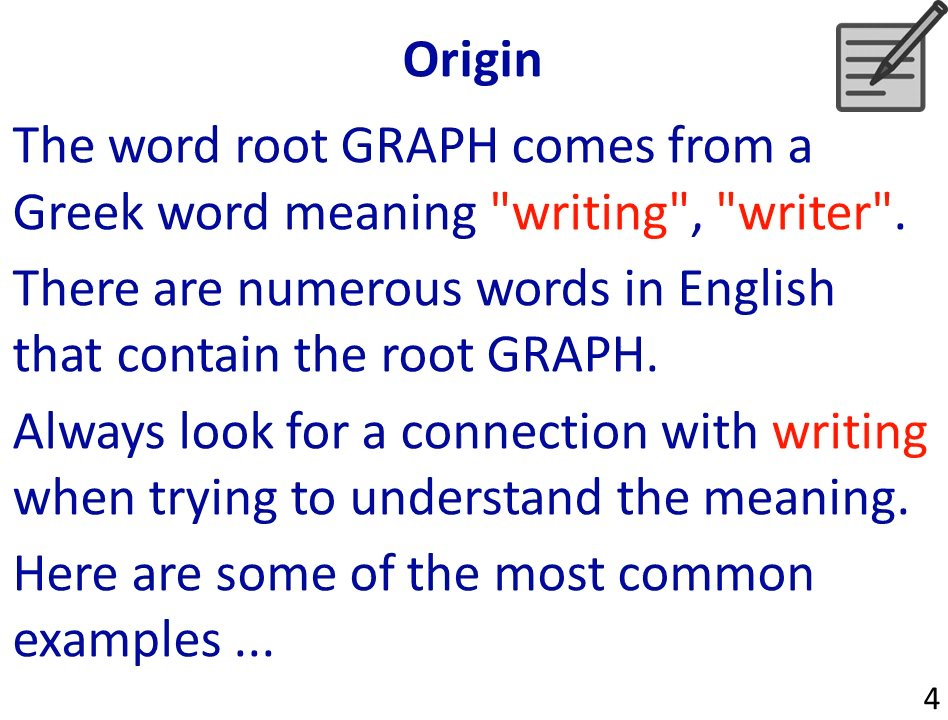 Origin
The word root GRAPH comes from a
Greek word meaning "writing", "writer".
There are numerous words in English
that contain the root GRAPH.
Always look for a connection with writing
when trying to understand the meaning.
Here are some of the most common
examples ...
4